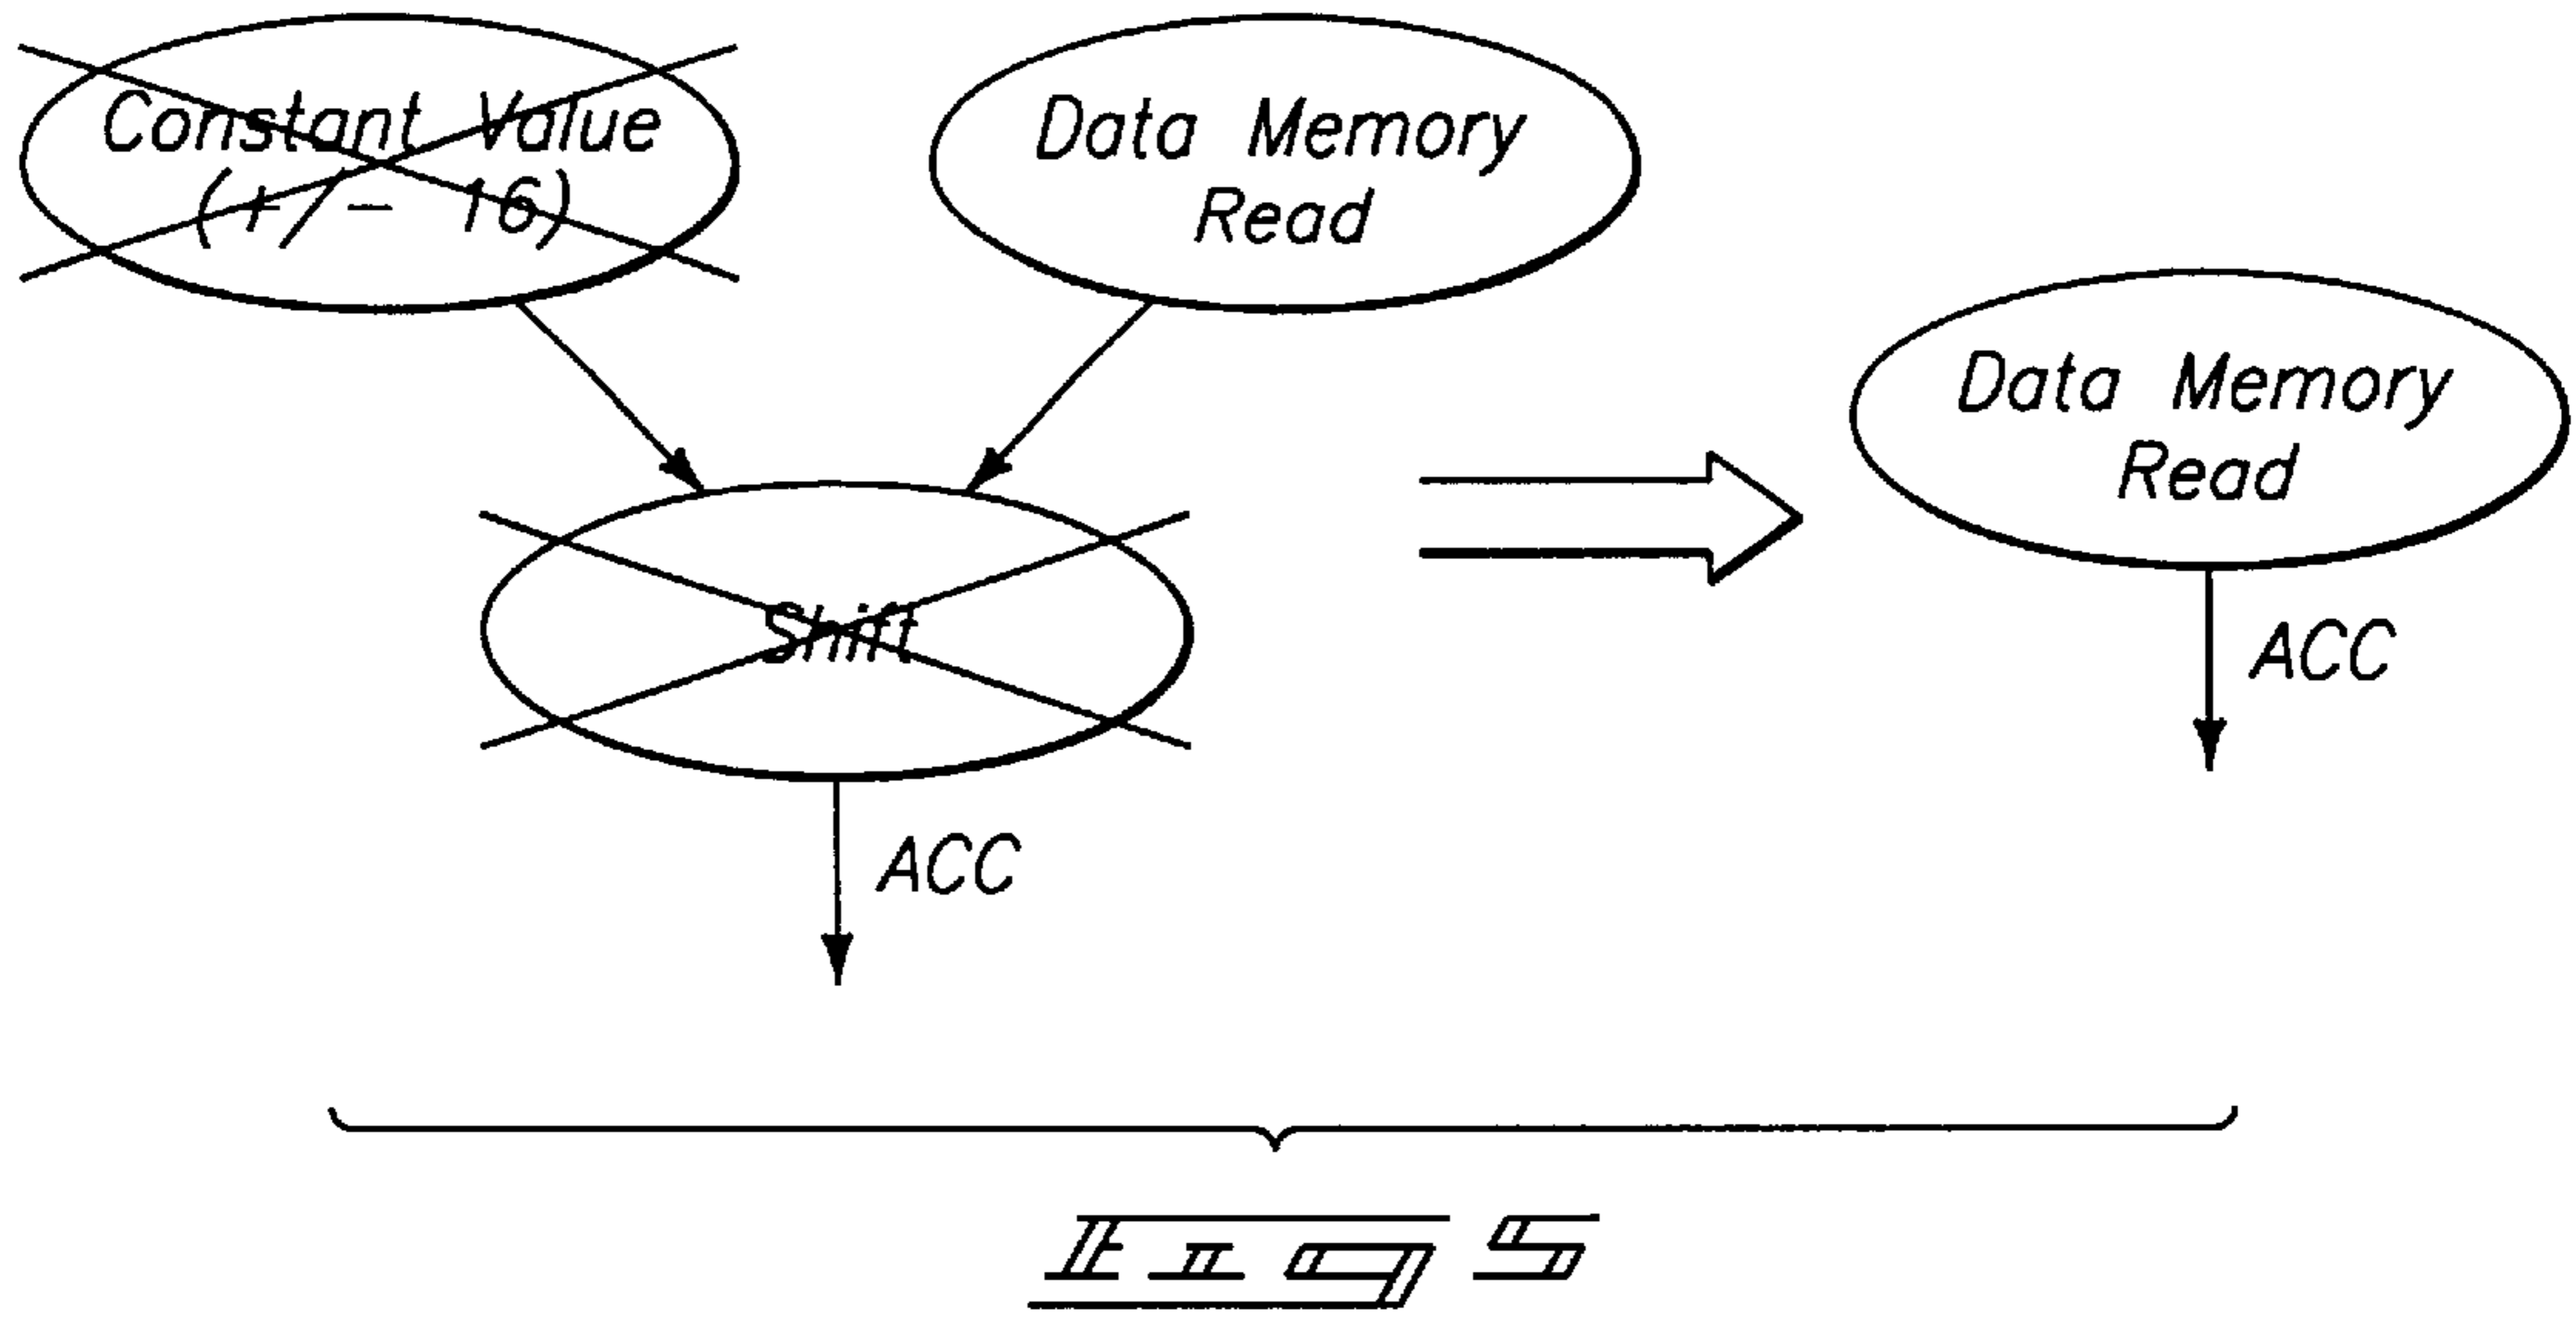 Constant Value
(+/- 16)
Data Memory
Read
Shift
ACC
Data Memory
Read
ACC
Fig 5